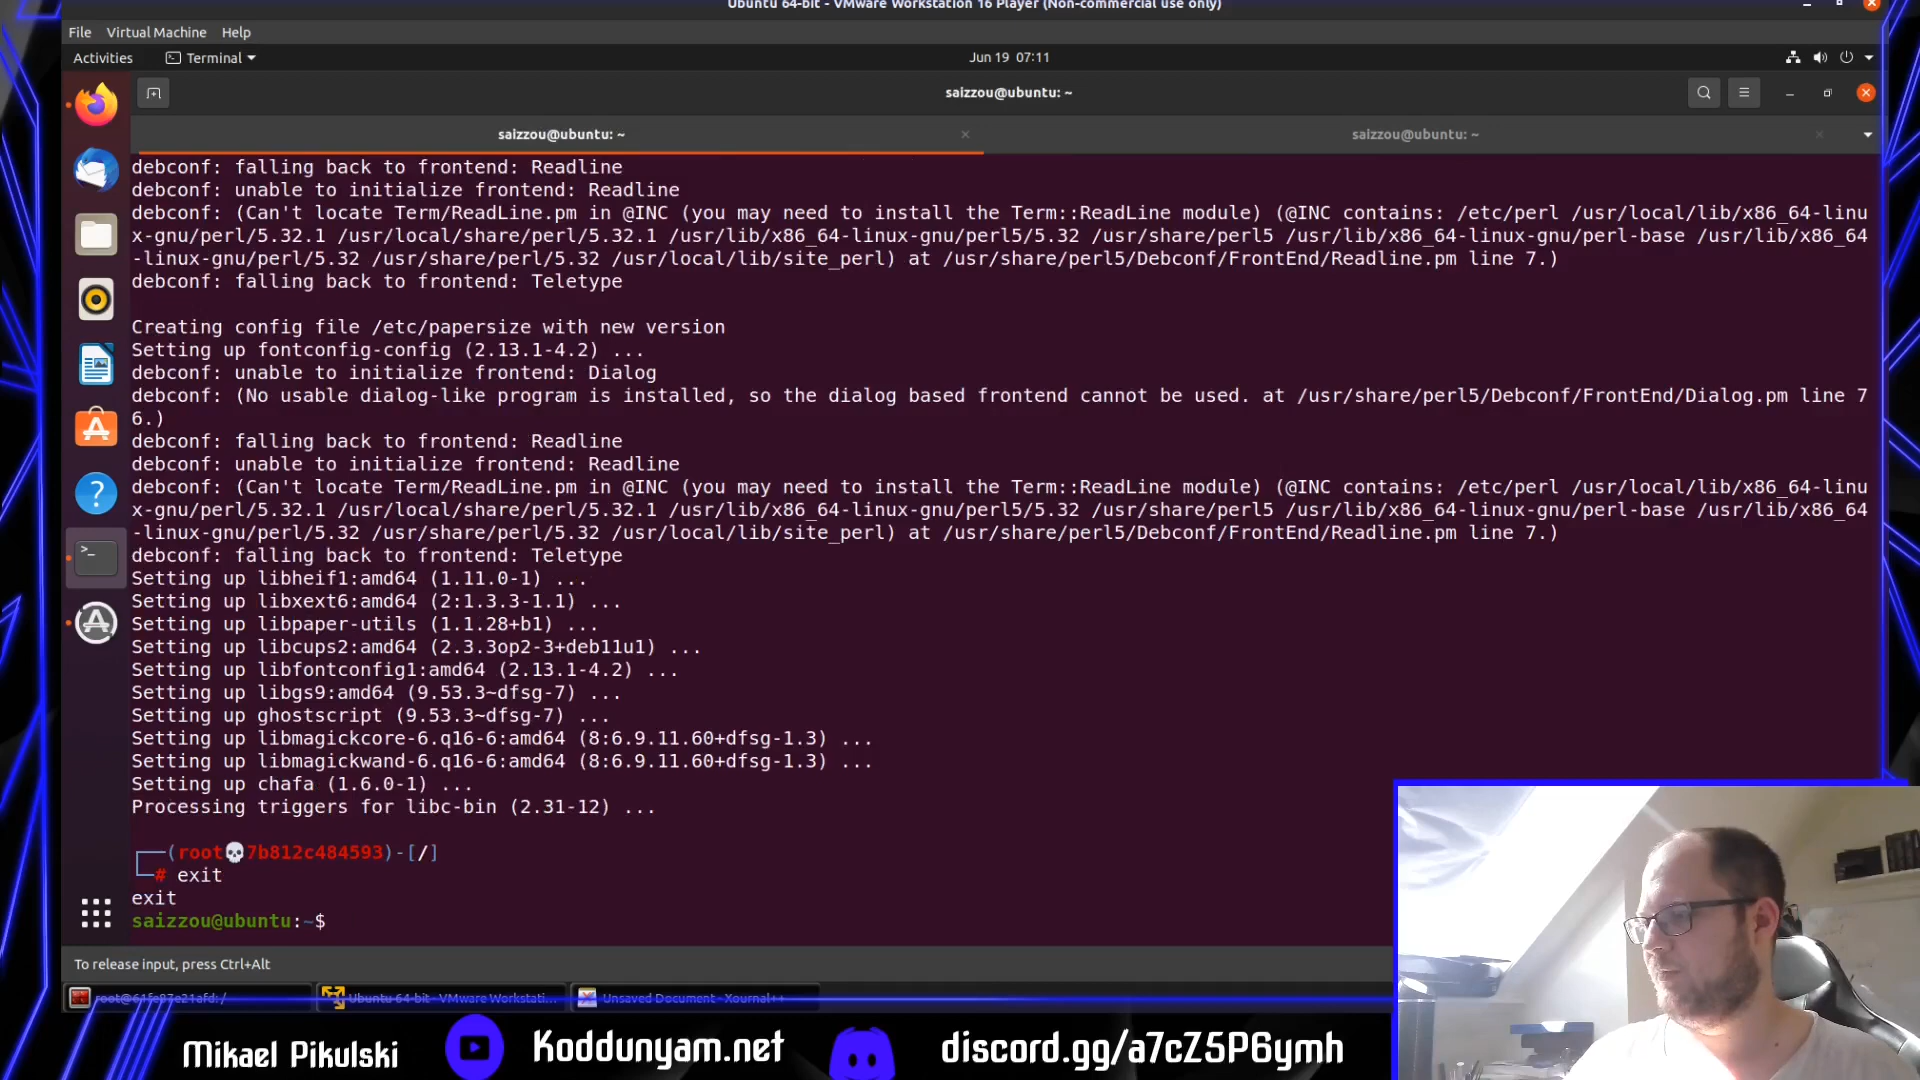 Ubuntu 64-bit - VMware Workstation 16 Player (Non-commercial use only)
File Virtual Machine Help
Activities Terminal Jun 19 07:11
saizzou@ubuntu: ~
saizzou@ubuntu: ~ saizzou@ubuntu: ~
debconf: falling back to frontend: Readline
debconf: unable to initialize frontend: Readline
debconf: (Can't locate Term/ReadLine.pm in @INC (you may need to install the Term::ReadLine module) (@INC contains: /etc/perl /usr/local/lib/x86_64-linu
x-gnu/perl/5.32.1 /usr/local/share/perl/5.32.1 /usr/lib/x86_64-linux-gnu/perl5/5.32 /usr/share/perl5 /usr/lib/x86_64-linux-gnu/perl-base /usr/lib/x86_64
-linux-gnu/perl/5.32 /usr/share/perl/5.32 /usr/local/lib/site_perl) at /usr/share/perl5/Debconf/FrontEnd/Readline.pm line 7.)
debconf: falling back to frontend: Teletype
Creating config file /etc/papersize with new version
Setting up fontconfig-config (2.13.1-4.2) ...
debconf: unable to initialize frontend: Dialog
debconf: (No usable dialog-like program is installed, so the dialog based frontend cannot be used. at /usr/share/perl5/Debconf/FrontEnd/Dialog.pm line 7
6.)
debconf: falling back to frontend: Readline
debconf: unable to initialize frontend: Readline
debconf: (Can't locate Term/ReadLine.pm in @INC (you may need to install the Term::ReadLine module) (@INC contains: /etc/perl /usr/local/lib/x86_64-linu
x-gnu/perl/5.32.1 /usr/local/share/perl/5.32.1 /usr/lib/x86_64-linux-gnu/perl5/5.32 /usr/share/perl5 /usr/lib/x86_64-linux-gnu/perl-base /usr/lib/x86_64
-linux-gnu/perl/5.32 /usr/share/perl/5.32 /usr/local/lib/site_perl) at /usr/share/perl5/Debconf/FrontEnd/Readline.pm line 7.)
debconf: falling back to frontend: Teletype
Setting up libheif1:amd64 (1.11.0-1) ...
Setting up libxext6:amd64 (2:1.3.3-1.1) ...
Setting up libpaper-utils (1.1.28+b1) ...
Setting up libcups2:amd64 (2.3.3op2-3+deb11u1) ...
Setting up libfontconfig1:amd64 (2.13.1-4.2) ...
Setting up libgs9:amd64 (9.53.3~dfsg-7) ...
Setting up ghostscript (9.53.3~dfsg-7) ...
Setting up libmagickcore-6.q16-6:amd64 (8:6.9.11.60+dfsg-1.3) ...
Setting up libmagickwand-6.q16-6:amd64 (8:6.9.11.60+dfsg-1.3) ...
Setting up chafa (1.6.0-1) ...
Processing triggers for libc-bin (2.31-12) ...
┌──(root💀7b812c484593)-[/]
└─# exit
exit
saizzou@ubuntu:~$
To release input, press Ctrl+Alt
root@61fe87e21afd:/ Ubuntu 64-bit - VMware Workstati... Unsaved Document - Xournal++
Mikael Pikulski Koddunyam.net discord.gg/a7cZ5P6ymh